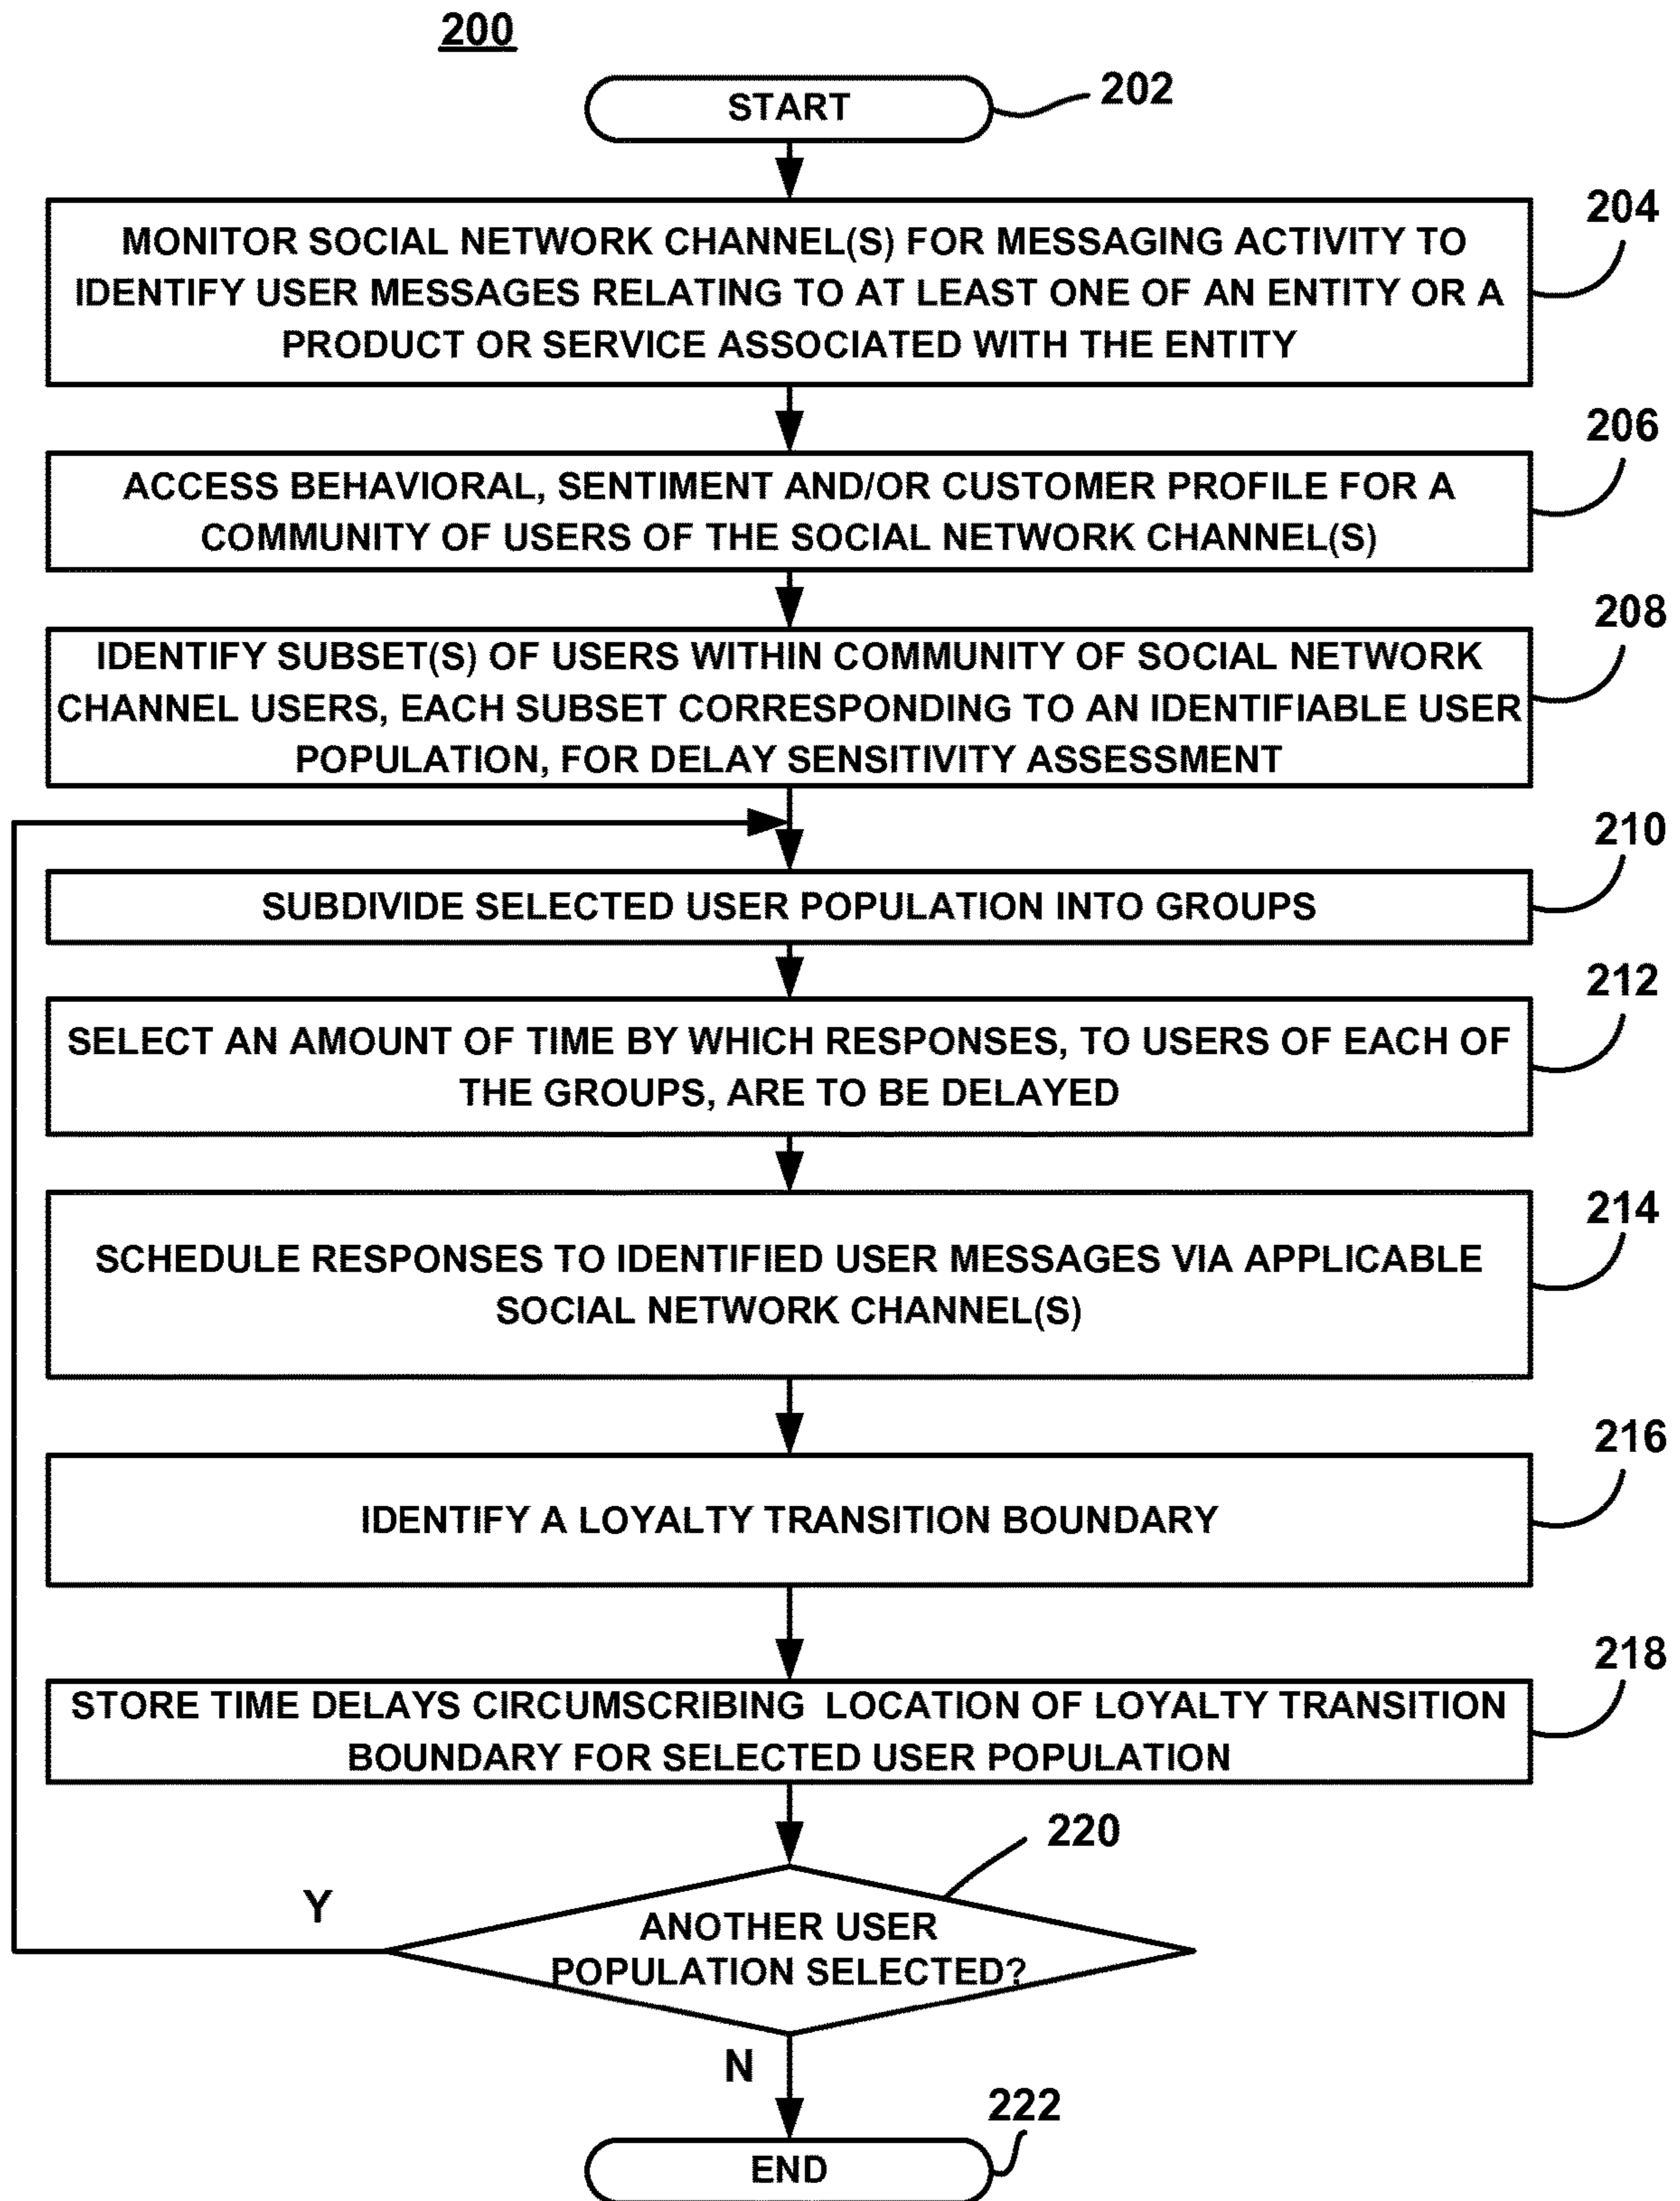 200
START
202
MONITOR SOCIAL NETWORK CHANNEL(S) FOR MESSAGING ACTIVITY TO
IDENTIFY USER MESSAGES RELATING TO AT LEAST ONE OF AN ENTITY OR A
PRODUCT OR SERVICE ASSOCIATED WITH THE ENTITY
204
ACCESS BEHAVIORAL, SENTIMENT AND/OR CUSTOMER PROFILE FOR A
COMMUNITY OF USERS OF THE SOCIAL NETWORK CHANNEL(S)
206
IDENTIFY SUBSET(S) OF USERS WITHIN COMMUNITY OF SOCIAL NETWORK
CHANNEL USERS, EACH SUBSET CORRESPONDING TO AN IDENTIFIABLE USER
POPULATION, FOR DELAY SENSITIVITY ASSESSMENT
208
SUBDIVIDE SELECTED USER POPULATION INTO GROUPS
210
SELECT AN AMOUNT OF TIME BY WHICH RESPONSES, TO USERS OF EACH OF
THE GROUPS, ARE TO BE DELAYED
212
SCHEDULE RESPONSES TO IDENTIFIED USER MESSAGES VIA APPLICABLE
SOCIAL NETWORK CHANNEL(S)
214
IDENTIFY A LOYALTY TRANSITION BOUNDARY
216
STORE TIME DELAYS CIRCUMSCRIBING LOCATION OF LOYALTY TRANSITION
BOUNDARY FOR SELECTED USER POPULATION
218
220
Y
ANOTHER USER
POPULATION SELECTED?
N
222
END